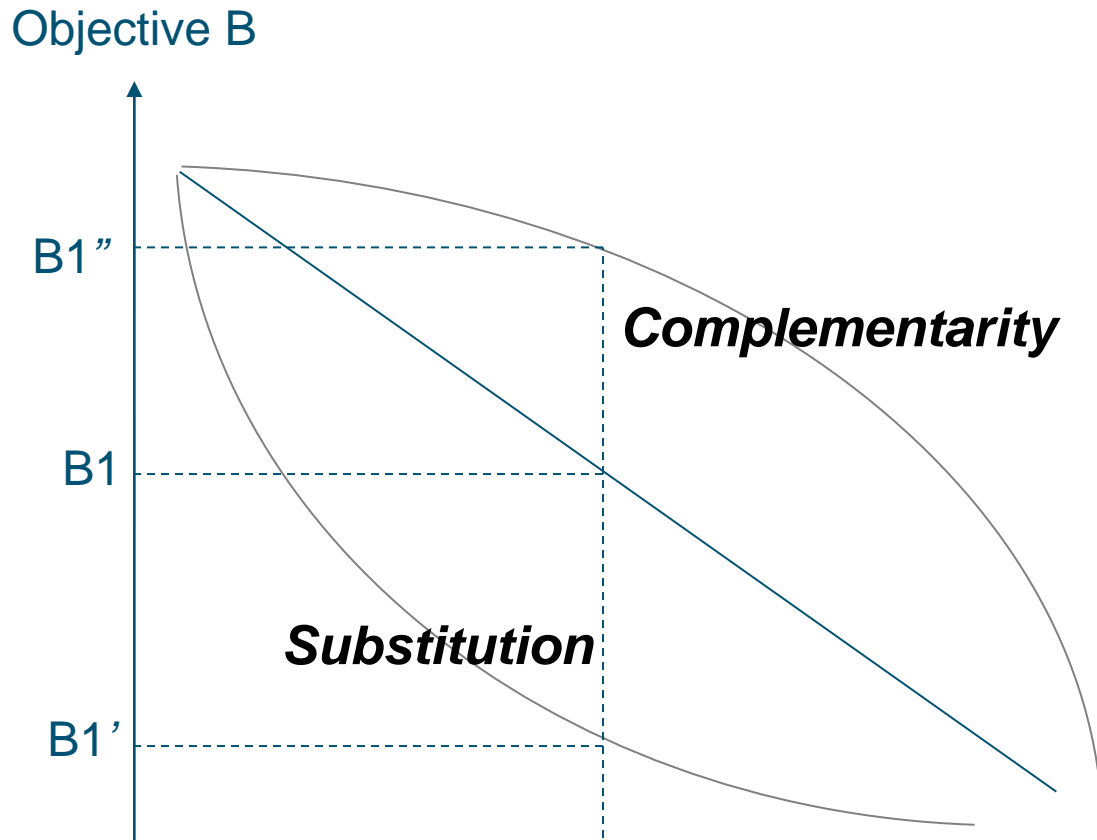 Objective B
B1”
Complementarity
B1
Substitution
B1’